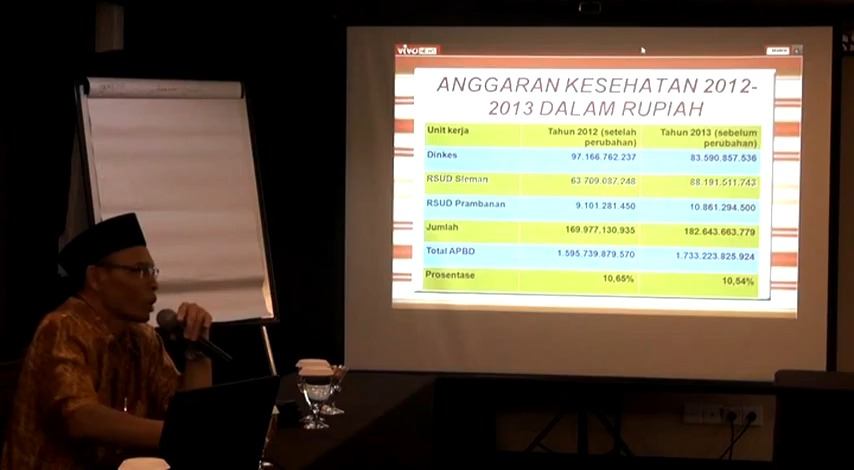 vivo
ANGGARAN KESEHATAN 2012-
2013 DALAM RUPIAH
Unit kerja Tahun 2012 (setelah perubahan) Tahun 2013 (sebelum perubahan)
Dinkes 97.166.762.237 83.590.857.536
RSUD Sleman 63.709.087.248 88.191.511.743
RSUD Prambanan 9.101.281.450 10.861.294.500
Jumlah 169.977.130.935 182.643.663.779
Total APBD 1.595.739.879.570 1.733.223.825.924
Prosentase 10,65% 10,54%